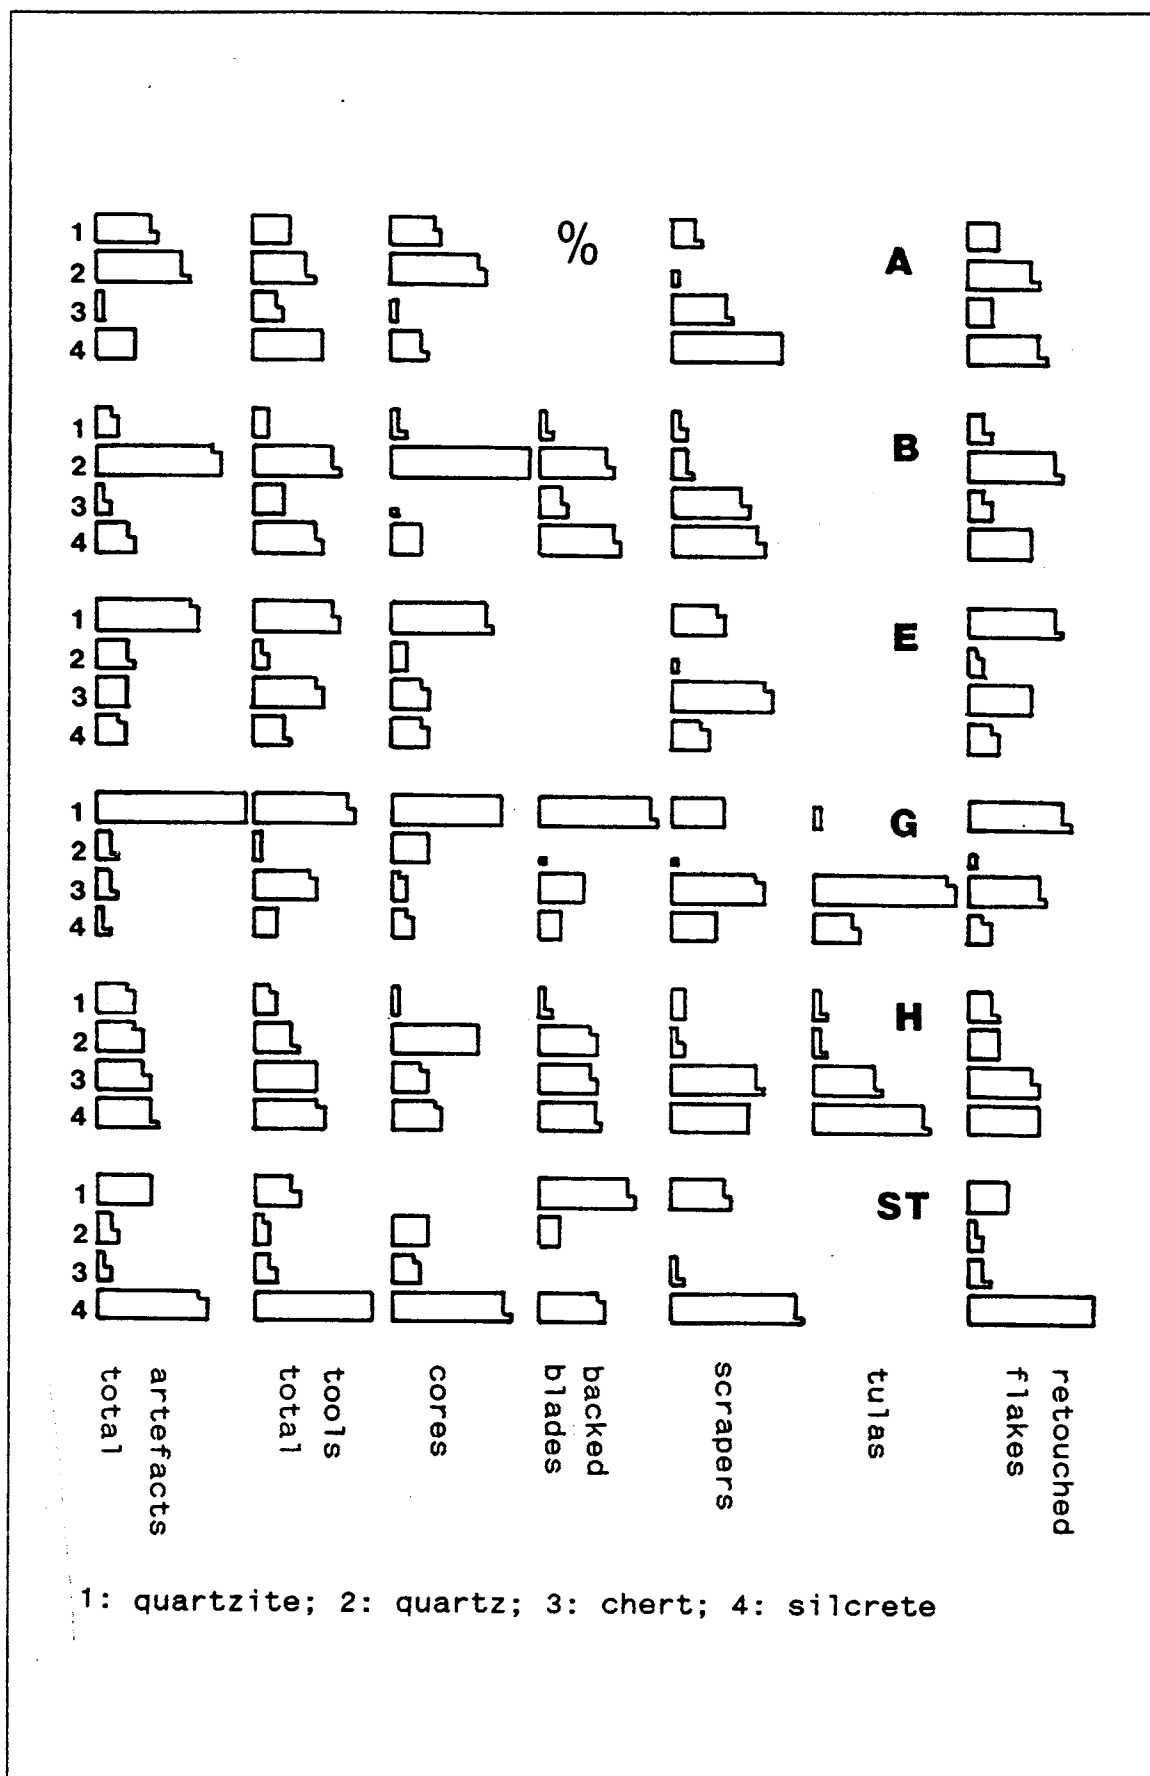 %
A
1
2
3
4
B
1
2
3
4
E
1
2
3
4
G
1
2
3
4
H
1
2
3
4
ST
1
2
3
4
total
artefacts
total
tools
cores
blades
backed
scrapers
tulas
flakes
retouched
1: quartzite; 2: quartz; 3: chert; 4: silcrete